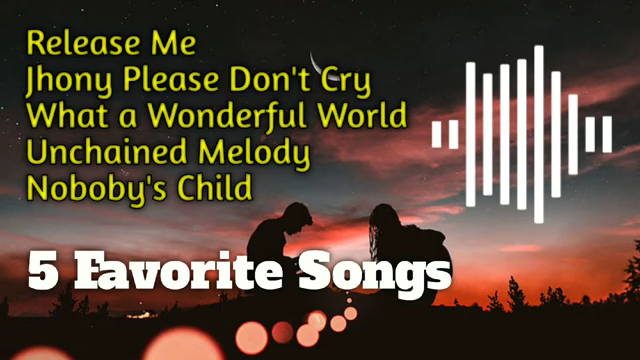 Release Me
Jhony Please Don't Cry
What a Wonderful World
Unchained Melody
Noboby's Child
5 Favorite Songs